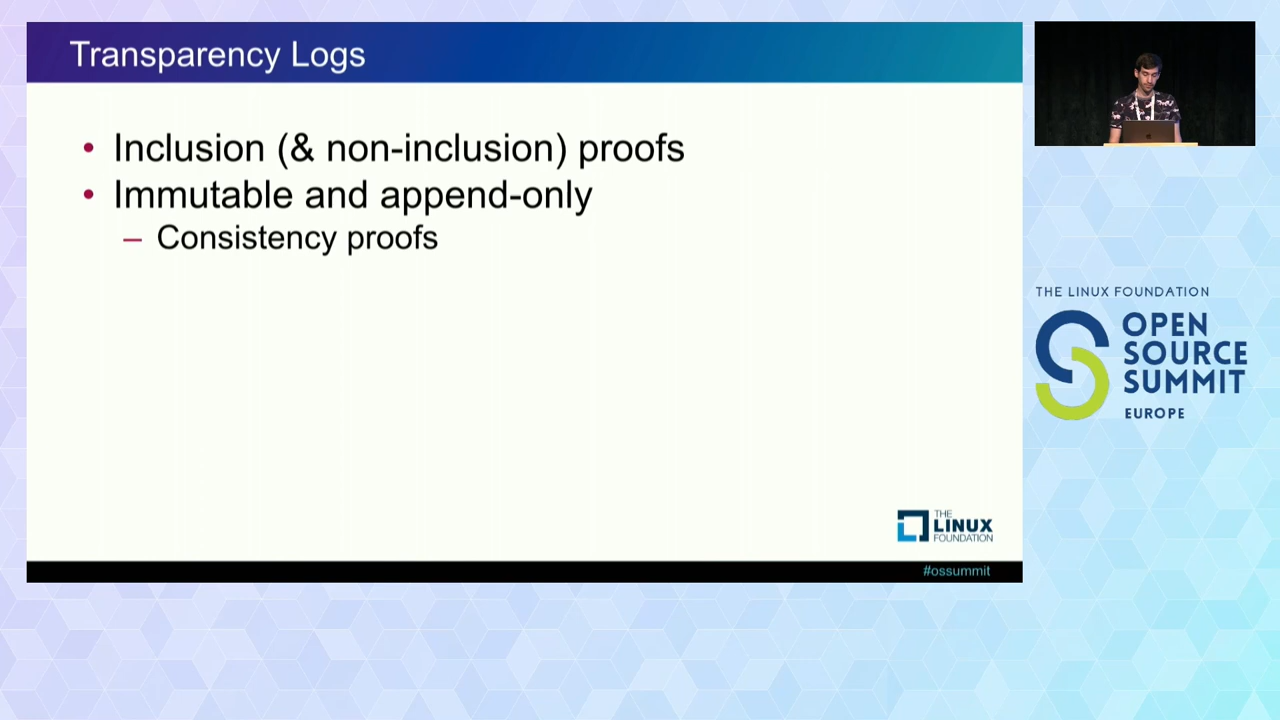 Transparency Logs
• Inclusion (& non-inclusion) proofs
• Immutable and append-only
– Consistency proofs
THE
LINUX
FOUNDATION
#ossummit
THE LINUX FOUNDATION
OPEN
SOURCE
SUMMIT
EUROPE